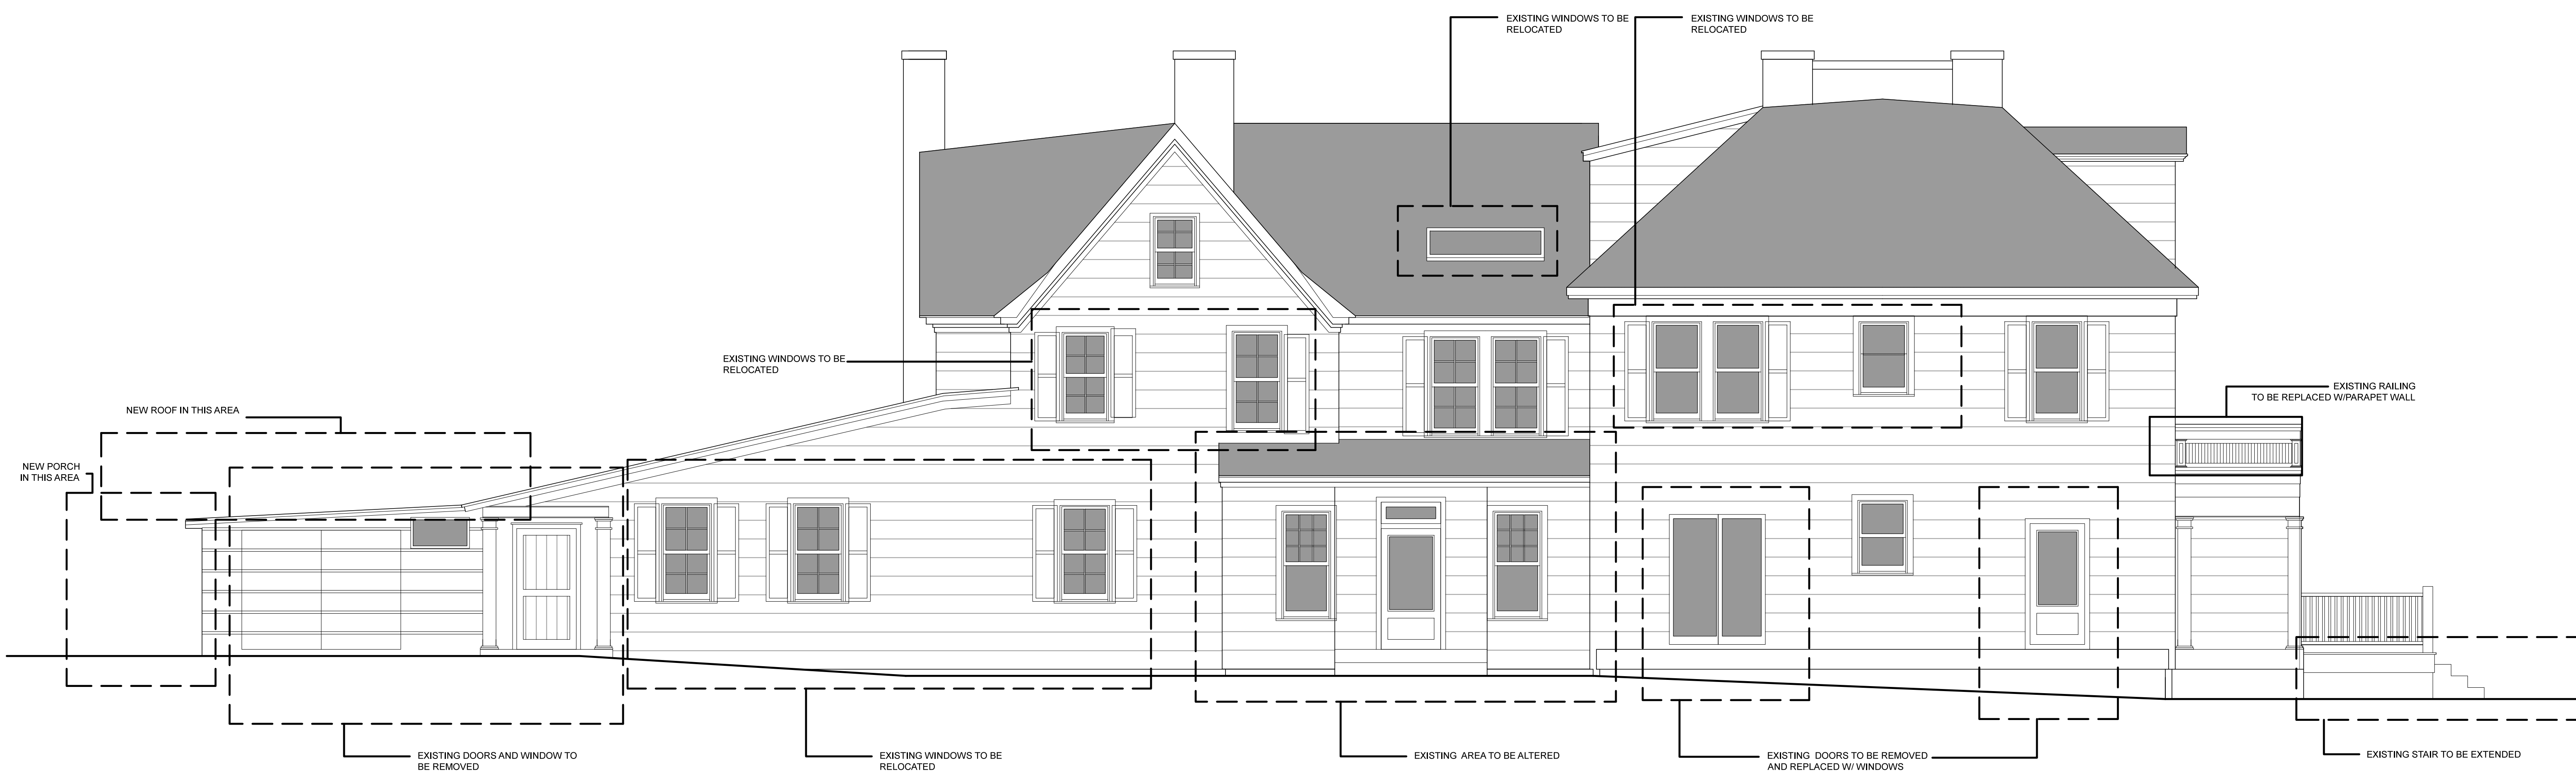 EXISTING WINDOWS TO BE
RELOCATED
EXISTING WINDOWS TO BE
RELOCATED
EXISTING WINDOWS TO BE
RELOCATED
EXISTING RAILING
TO BE REPLACED W/PARAPET WALL
NEW ROOF IN THIS AREA
NEW PORCH
IN THIS AREA
EXISTING DOORS AND WINDOW TO
BE REMOVED
EXISTING WINDOWS TO BE
RELOCATED
EXISTING AREA TO BE ALTERED
EXISTING DOORS TO BE REMOVED
AND REPLACED W/ WINDOWS
EXISTING STAIR TO BE EXTENDED